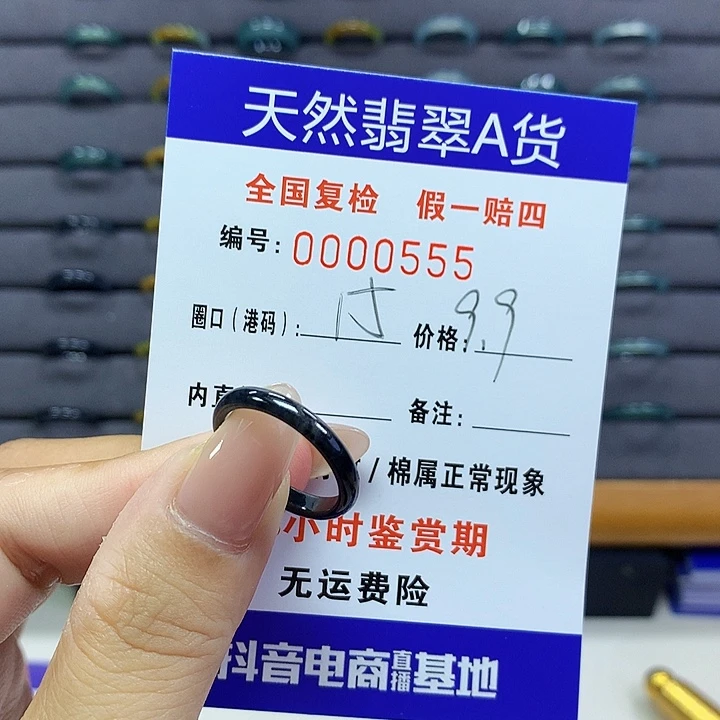 天然翡翠A货
全国复检 假一赔四
编号: 0000555
圈口(港码): 15 价格: 99
内直 备注:
/棉属正常现象
小时鉴赏期
无运费险
抖音电商直播基地